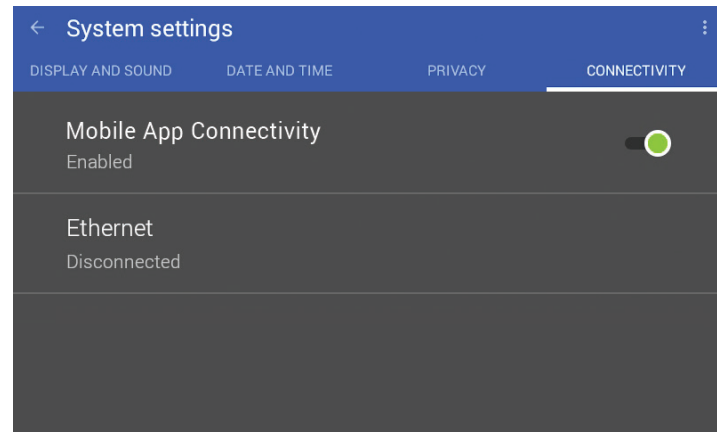 System settings
DISPLAY AND SOUND DATE AND TIME PRIVACY CONNECTIVITY
Mobile App Connectivity
Enabled
Ethernet
Disconnected